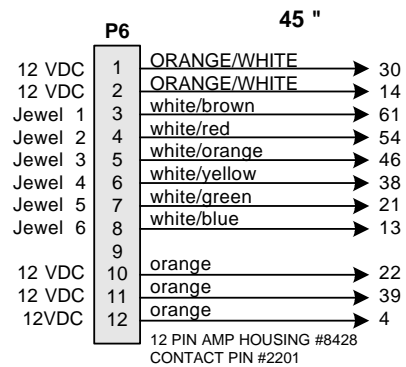 45 "
P6
12 VDC 1 ORANGE/WHITE 30
12 VDC 2 ORANGE/WHITE 14
Jewel 1 3 white/brown 61
Jewel 2 4 white/red 54
Jewel 3 5 white/orange 46
Jewel 4 6 white/yellow 38
Jewel 5 7 white/green 21
Jewel 6 8 white/blue 13
9
12 VDC 10 orange 22
12 VDC 11 orange 39
12VDC 12 orange 4
12 PIN AMP HOUSING #8428
CONTACT PIN #2201